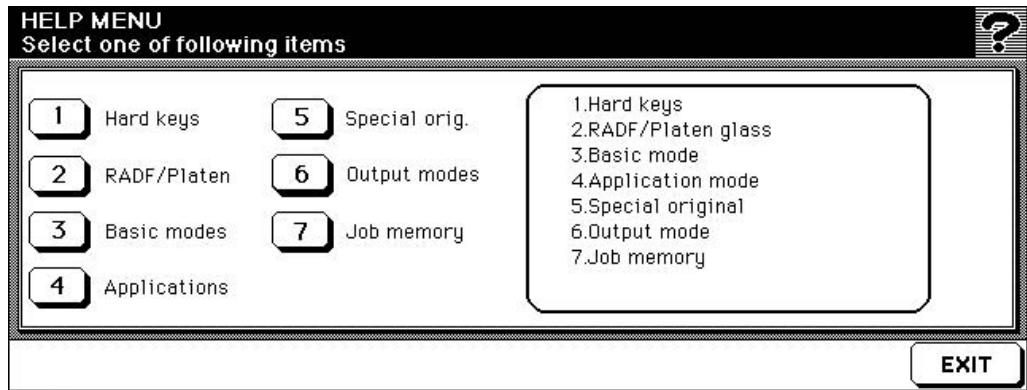 HELP MENU
Select one of following items
?
1 Hard keys
2 RADF/Platen
3 Basic modes
4 Applications
5 Special orig.
6 Output modes
7 Job memory
1.Hard keys
2.RADF/Platen glass
3.Basic mode
4.Application mode
5.Special original
6.Output mode
7.Job memory
EXIT